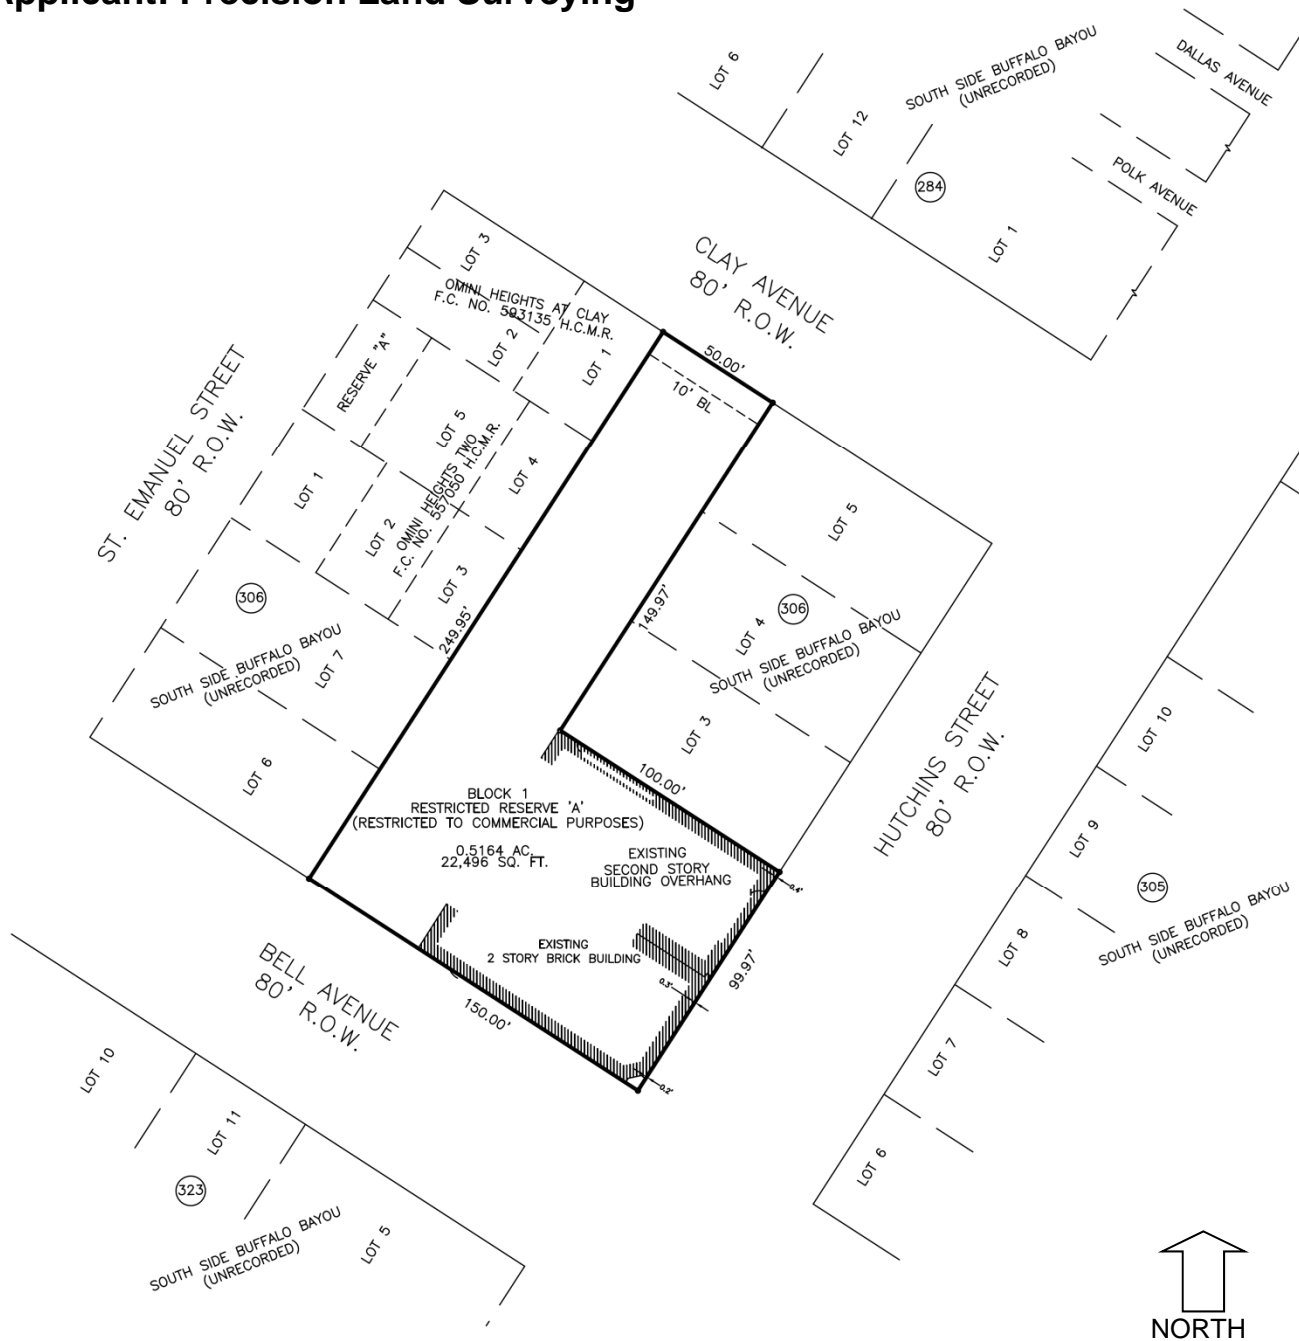 Applicant: Precision Land Surveying
LOT 6
LOT 12
SOUTH SIDE BUFFALO BAYOU
(UNRECORDED)
DALLAS AVENUE
284
POLK AVENUE
LOT 1
CLAY AVENUE
80' R.O.W.
LOT 3
OMINI HEIGHTS AT CLAY
F.C. NO. 593135 H.C.M.R.
LOT 2
LOT 1
50.00'
10' BL
RESERVE "A"
LOT 5
OMINI HEIGHTS TWO
F.C. NO. 557050 H.C.M.R.
LOT 4
ST. EMANUEL STREET
80' R.O.W.
LOT 1
LOT 2
LOT 3
249.95'
149.97'
LOT 5
306
LOT 4
306
SOUTH SIDE BUFFALO BAYOU
(UNRECORDED)
SOUTH SIDE BUFFALO BAYOU
(UNRECORDED)
LOT 7
LOT 6
LOT 3
HUTCHINS STREET
80' R.O.W.
100.00'
BLOCK 1
RESTRICTED RESERVE 'A'
(RESTRICTED TO COMMERCIAL PURPOSES)
0.5164 AC.
22,496 SQ. FT.
EXISTING
SECOND STORY
BUILDING OVERHANG
0.4'
EXISTING
2 STORY BRICK BUILDING
0.3'
99.97'
0.2'
150.00'
BELL AVENUE
80' R.O.W.
LOT 10
LOT 9
305
SOUTH SIDE BUFFALO BAYOU
(UNRECORDED)
LOT 8
LOT 7
LOT 6
LOT 10
LOT 11
323
SOUTH SIDE BUFFALO BAYOU
(UNRECORDED)
LOT 5
NORTH